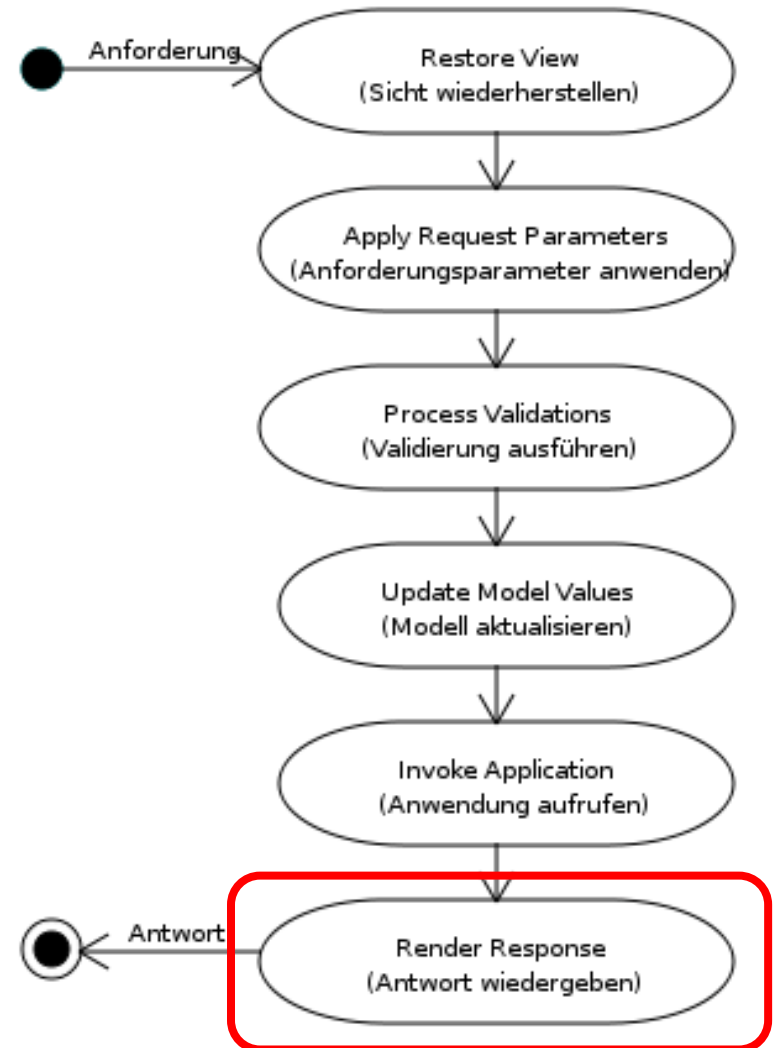 Anforderung
Restore View
(Sicht wiederherstellen)
Apply Request Parameters
(Anforderungsparameter anwenden)
Process Validations
(Validierung ausführen)
Update Model Values
(Modell aktualisieren)
Invoke Application
(Anwendung aufrufen)
Antwort
Render Response
(Antwort wiedergeben)